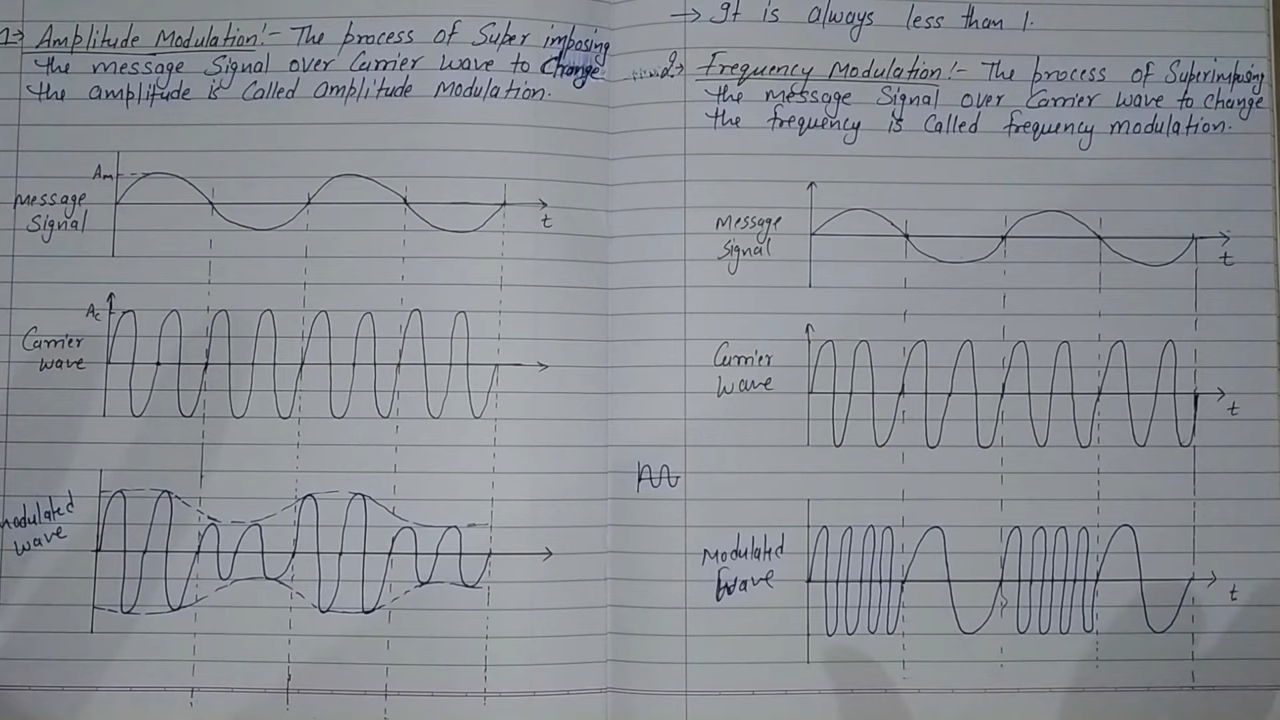 1→ Amplitude Modulation:- The process of Super imposing
the message Signal over Carrier wave to Change
the amplitude is Called amplitude Modulation.
Am
Message
Signal
t
Ac
Carrier
wave
Modulated
wave
→ It is always less than 1.
2→ Frequency Modulation:- The process of Superimposing
the message Signal over Carrier wave to change
the frequency is Called frequency modulation.
Message
Signal
t
Carrier
wave
t
Modulated
wave
t